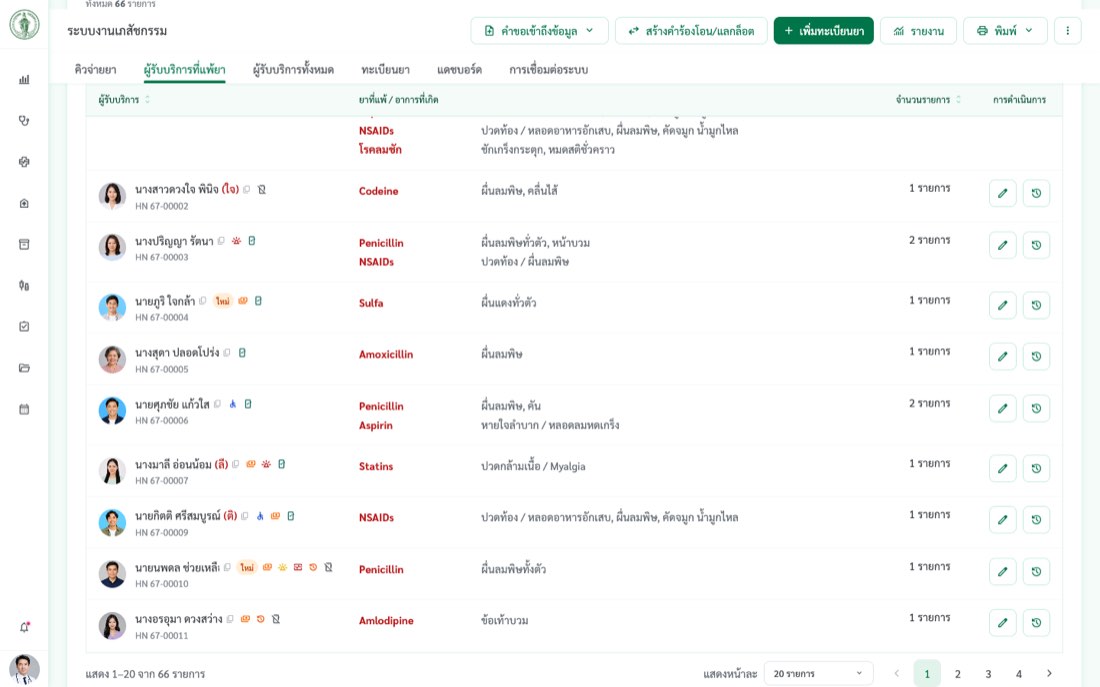 ทั้งหมด 66 รายการ
ระบบงานเภสัชกรรม
คำขอเข้าถึงข้อมูล
สร้างคำร้องโอน/แลกล็อต
+ เพิ่มทะเบียนยา
รายงาน
พิมพ์
คิวจ่ายยา ผู้รับบริการที่แพ้ยา ผู้รับบริการทั้งหมด ทะเบียนยา แดชบอร์ด การเชื่อมต่อระบบ
ผู้รับบริการ ยาที่แพ้ / อาการที่เกิด จำนวนรายการ การดำเนินการ
NSAIDs ปวดท้อง / หลอดอาหารอักเสบ, ผื่นลมพิษ, คัดจมูก น้ำมูกไหล
โรคลมชัก ชักเกร็งกระตุก, หมดสติชั่วคราว
นางสาวดวงใจ พินิจ (ใจ) Codeine ผื่นลมพิษ, คลื่นไส้ 1 รายการ
HN 67-00002
นางปริญญา รัตนา Penicillin ผื่นลมพิษทั่วตัว, หน้าบวม 2 รายการ
HN 67-00003 NSAIDs ปวดท้อง / ผื่นลมพิษ
นายภูริ ใจกล้า ใหม่ Sulfa ผื่นแดงทั่วตัว 1 รายการ
HN 67-00004
นางสุดา ปลอดโปร่ง Amoxicillin ผื่นลมพิษ 1 รายการ
HN 67-00005
นายศุภชัย แก้วใส Penicillin ผื่นลมพิษ, คัน 2 รายการ
HN 67-00006 Aspirin หายใจลำบาก / หลอดลมหดเกร็ง
นางมาลี อ่อนน้อม (ลี) Statins ปวดกล้ามเนื้อ / Myalgia 1 รายการ
HN 67-00007
นายกิตติ ศรีสมบูรณ์ (ติ) NSAIDs ปวดท้อง / หลอดอาหารอักเสบ, ผื่นลมพิษ, คัดจมูก น้ำมูกไหล 1 รายการ
HN 67-00009
นายนพดล ช่วยเหลื ใหม่ Penicillin ผื่นลมพิษทั้งตัว 1 รายการ
HN 67-00010
นางอรอุมา ดวงสว่าง Amlodipine ข้อเท้าบวม 1 รายการ
HN 67-00011
แสดง 1–20 จาก 66 รายการ แสดงหน้าละ 20 รายการ 1 2 3 4